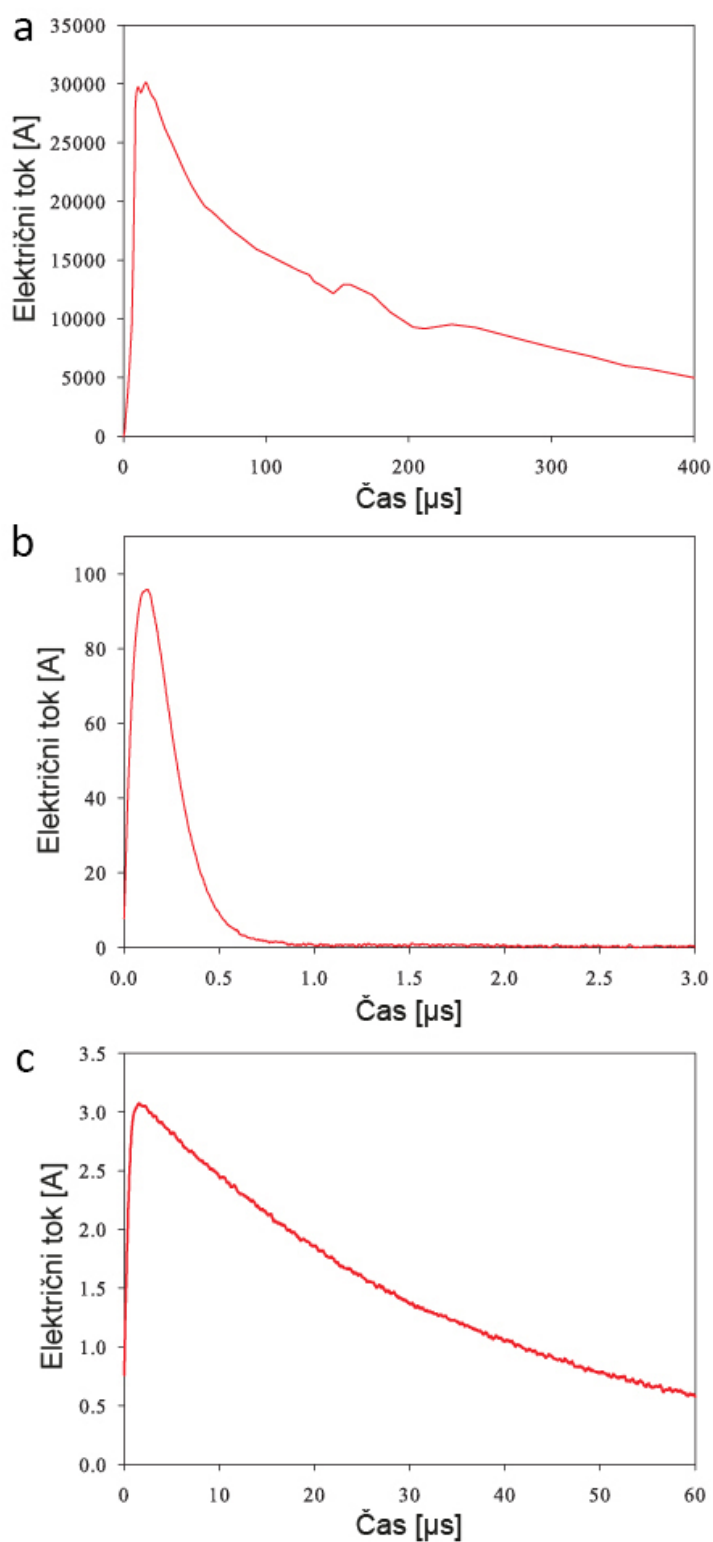 a
35000
30000
25000
20000
15000
10000
5000
0
Električni tok [A]
0 100 200 300 400
Čas [µs]
b
100
80
60
40
20
0
Električni tok [A]
0.0 0.5 1.0 1.5 2.0 2.5 3.0
Čas [µs]
c
3.5
3.0
2.5
2.0
1.5
1.0
0.5
0.0
Električni tok [A]
0 10 20 30 40 50 60
Čas [µs]